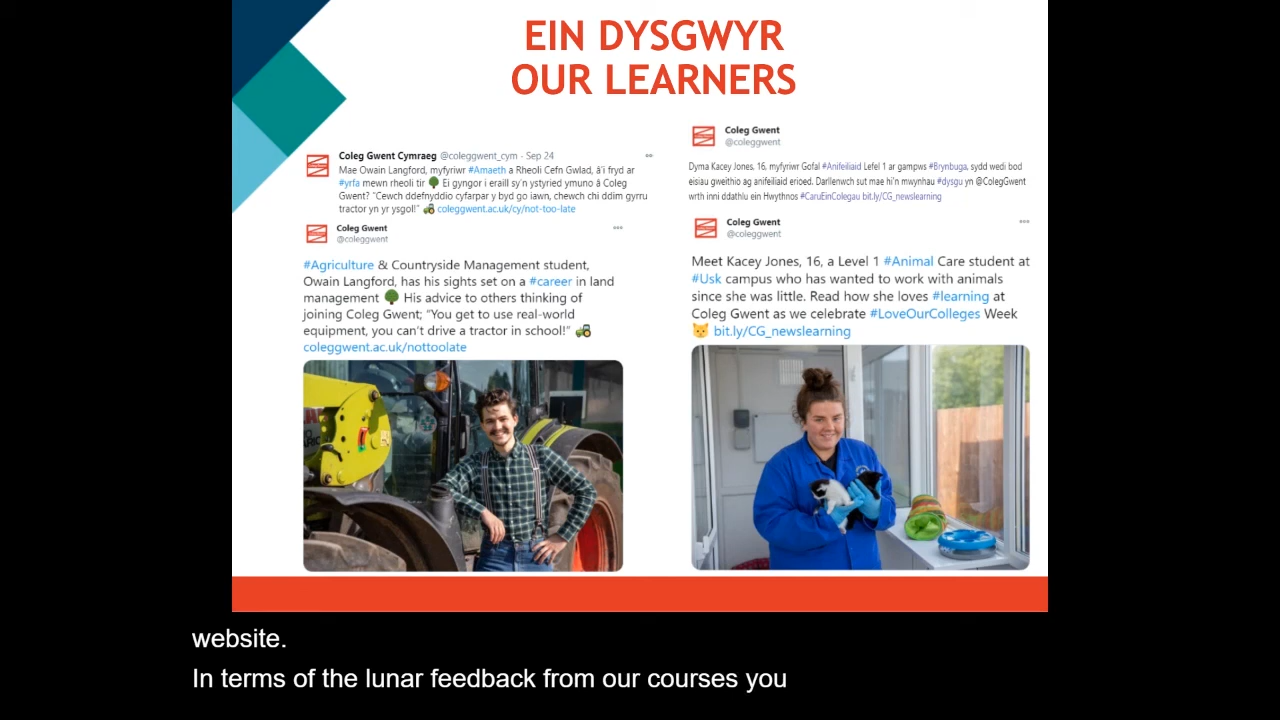 EIN DYSGWYR
OUR LEARNERS
Coleg Gwent Cymraeg @coleggwent_cym · Sep 24
Mae Owain Langford, myfyriwr #Amaeth a Rheoli Cefn Gwlad, â'i fryd ar
#yrfa mewn rheoli tir 🌳 Ei gyngor i eraill sy'n ystyried ymuno â Coleg
Gwent? "Cewch ddefnyddio cyfarpar y byd go iawn, chewch chi ddim gyrru
tractor yn yr ysgol!" 🚜 coleggwent.ac.uk/cy/not-too-late
Coleg Gwent
@coleggwent
#Agriculture & Countryside Management student,
Owain Langford, has his sights set on a #career in land
management 🌳 His advice to others thinking of
joining Coleg Gwent; "You get to use real-world
equipment, you can't drive a tractor in school!" 🚜
coleggwent.ac.uk/nottoolate
Coleg Gwent
@coleggwent
Dyma Kacey Jones, 16, myfyriwr Gofal #Anifeiliaid Lefel 1 ar gampws #Brynbuga, sydd wedi bod
eisiau gweithio ag anifeiliaid erioed. Darllenwch sut mae hi'n mwynhau #dysgu yn @ColegGwent
wrth inni ddathlu ein Hwythnos #CaruEinColegau bit.ly/CG_newslearning
Coleg Gwent
@coleggwent
Meet Kacey Jones, 16, a Level 1 #Animal Care student at
#Usk campus who has wanted to work with animals
since she was little. Read how she loves #learning at
Coleg Gwent as we celebrate #LoveOurColleges Week
🐱 bit.ly/CG_newslearning
website.
In terms of the lunar feedback from our courses you